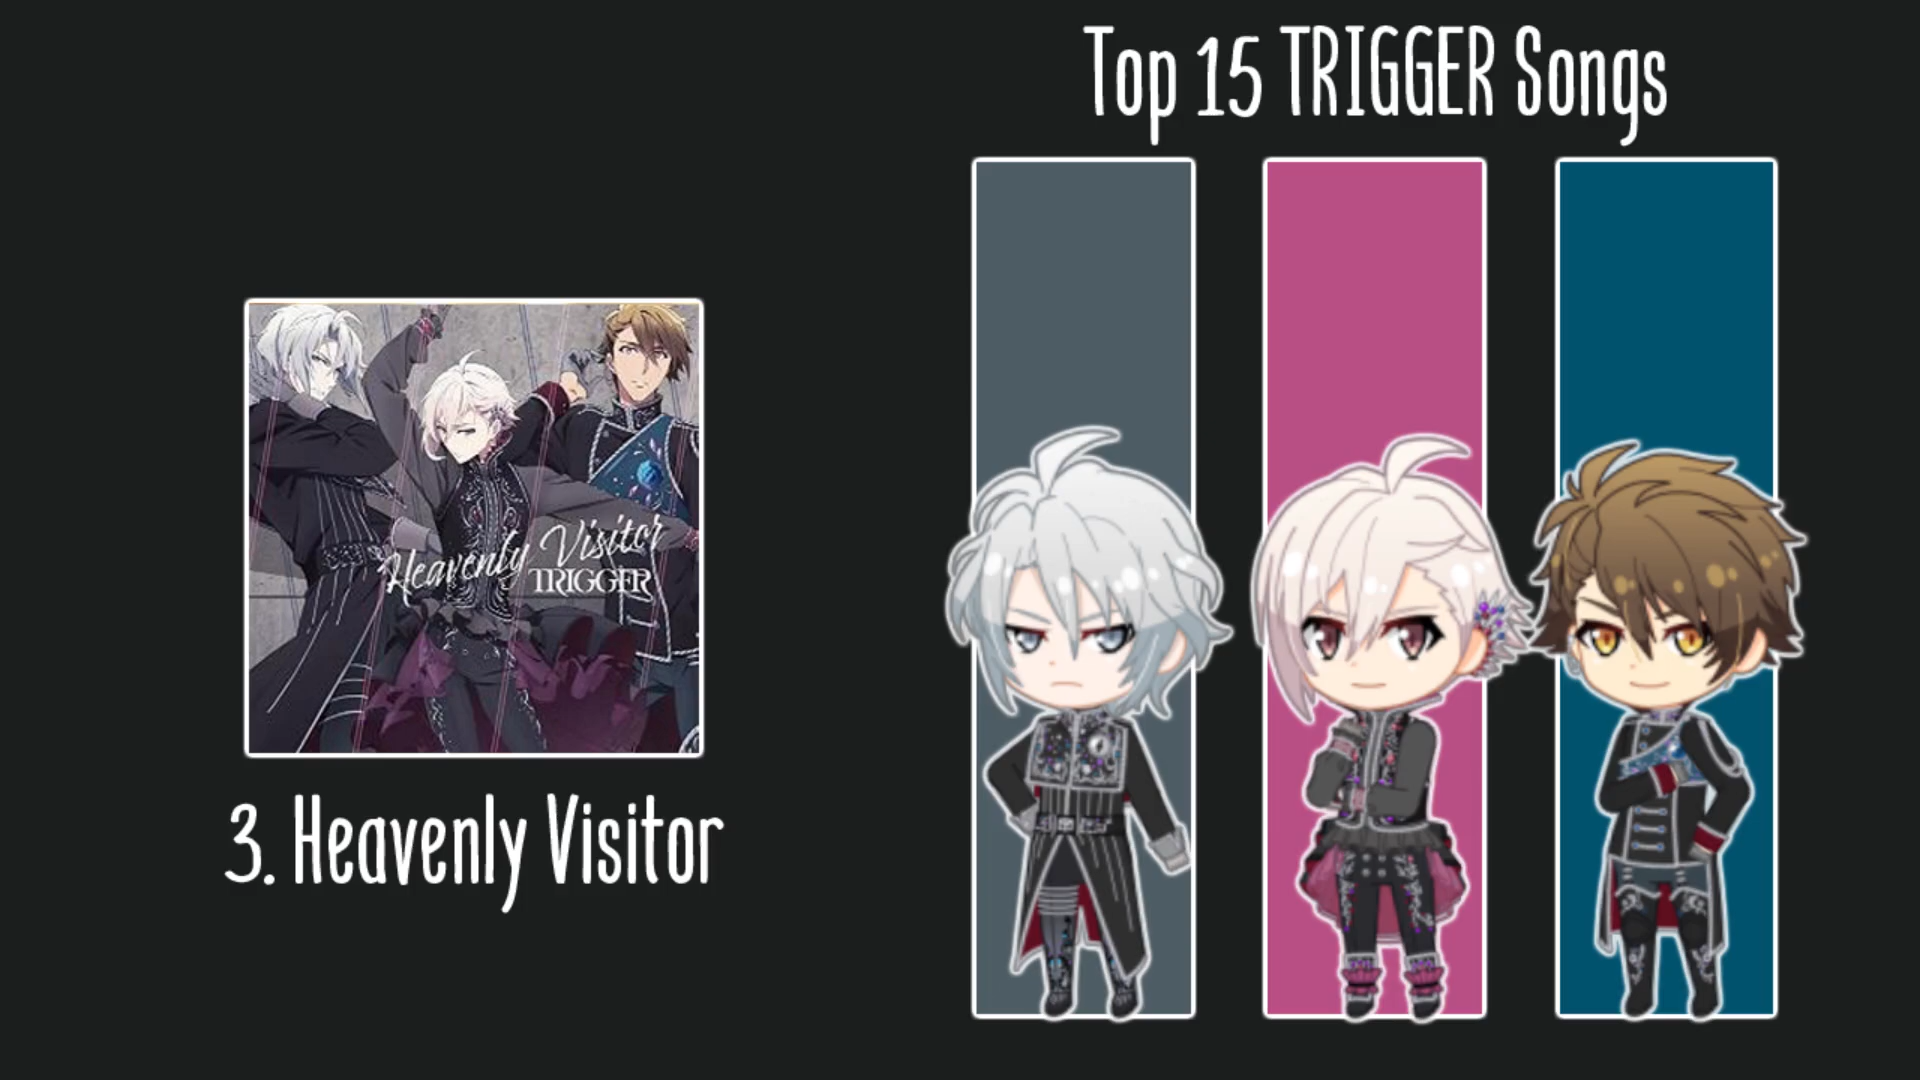 Top 15 TRIGGER Songs
Heavenly Visitor
TRIGGER
3. Heavenly Visitor